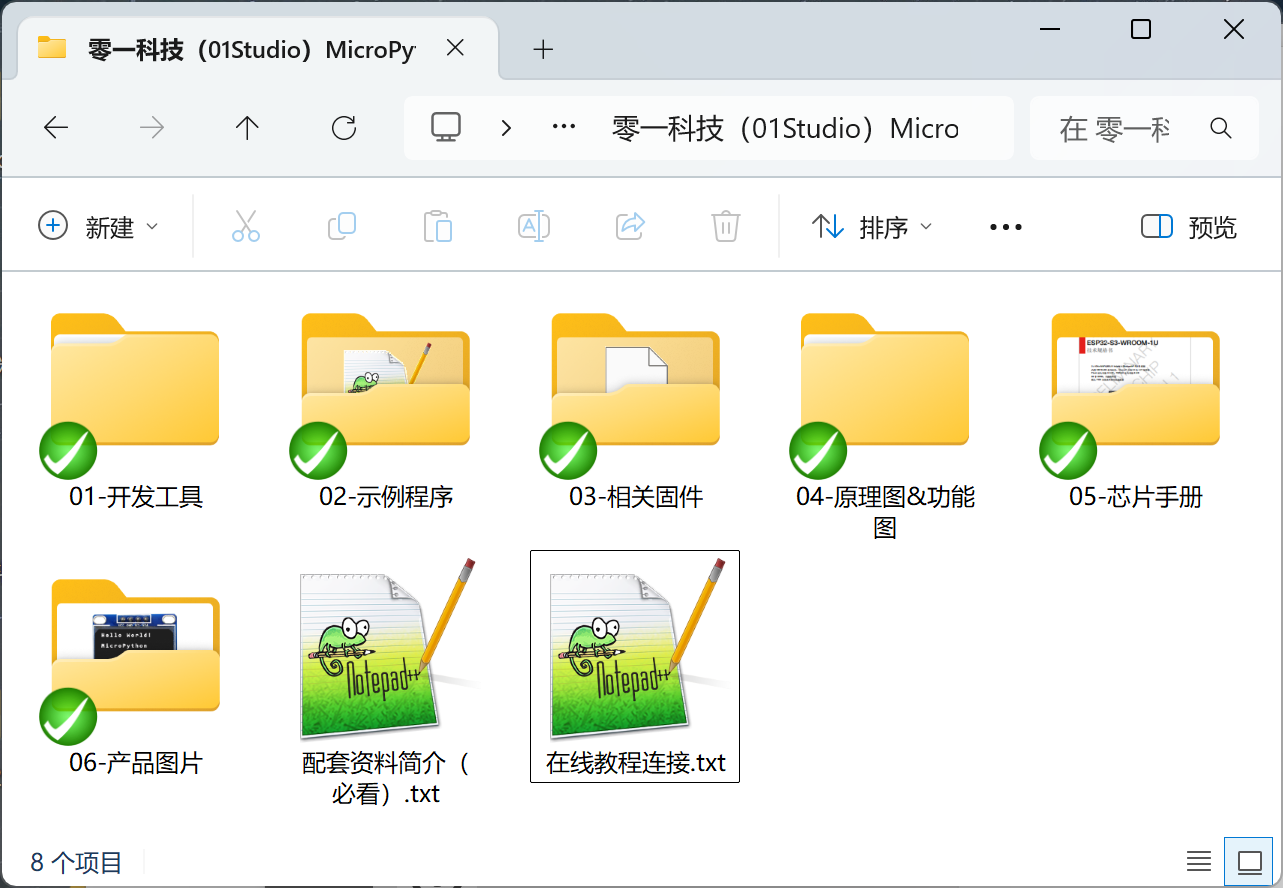 零一科技（01Studio）MicroPy
零一科技（01Studio）Micro
在 零一科
新建
排序
预览
ESP32-S3-WROOM-1U
01-开发工具
02-示例程序
03-相关固件
04-原理图&功能
图
05-芯片手册
Hello World!
MicroPython
Notepad++
Notepad++
06-产品图片
配套资料简介（
必看）.txt
在线教程连接.txt
8 个项目